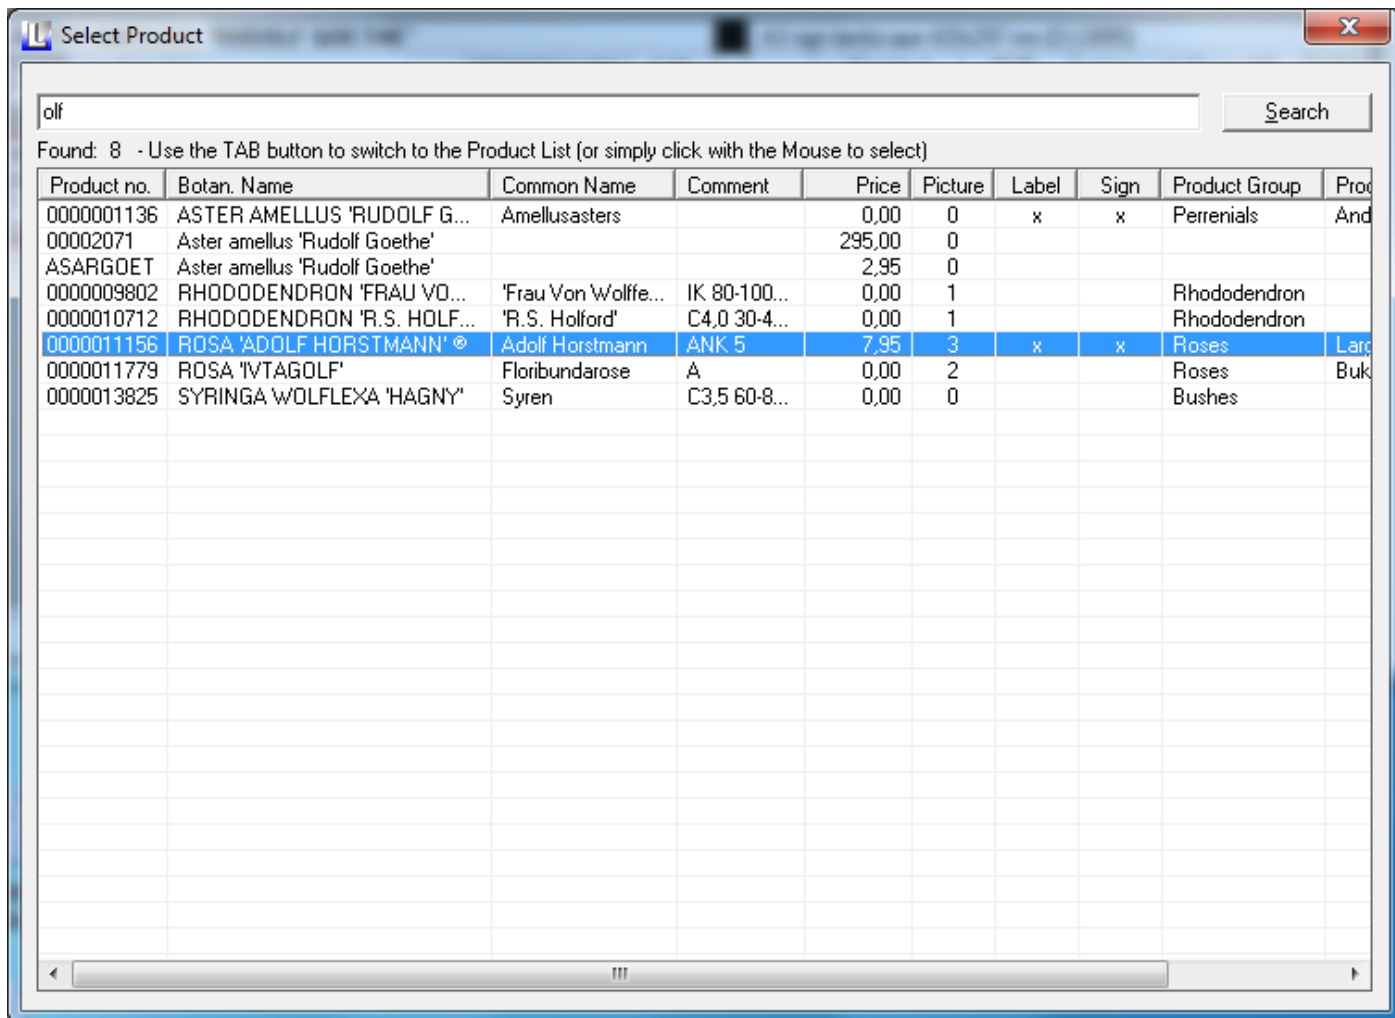 Select Product
olf
Search
Found: 8 - Use the TAB button to switch to the Product List (or simply click with the Mouse to select)
Product no. Botan. Name Common Name Comment Price Picture Label Sign Product Group Proc
0000001136 ASTER AMELLUS 'RUDOLF G... Amellusasters 0,00 0 x x Perrenials And
00002071 Aster amellus 'Rudolf Goethe' 295,00 0
ASARGOET Aster amellus 'Rudolf Goethe' 2,95 0
0000009802 RHODODENDRON 'FRAU VO... 'Frau Von Wolffe... IK 80-100... 0,00 1 Rhododendron
0000010712 RHODODENDRON 'R.S. HOLF... 'R.S. Holford' C4,0 30-4... 0,00 1 Rhododendron
0000011156 ROSA 'ADOLF HORSTMANN' ® Adolf Horstmann ANK 5 7,95 3 x x Roses Larg
0000011779 ROSA 'IVTAGOLF' Floribundarose A 0,00 2 Roses Buk
0000013825 SYRINGA WOLFLEXA 'HAGNY' Syren C3,5 60-8... 0,00 0 Bushes